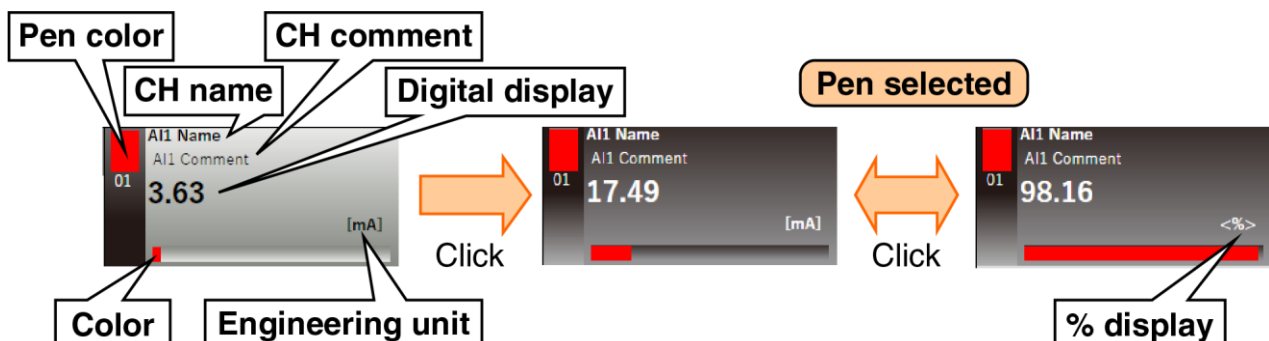 Pen color
CH comment
CH name
Digital display
Pen selected
AI1 Name
AI1 Comment
01
3.63
[mA]
Click
AI1 Name
AI1 Comment
01
17.49
[mA]
Click
AI1 Name
AI1 Comment
01
98.16
<%>
Color
Engineering unit
% display